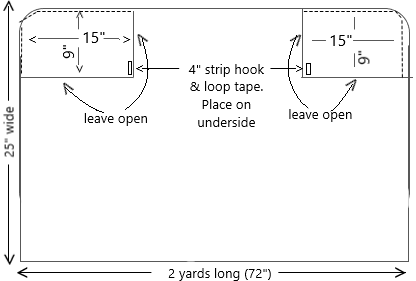 15"
9"
15"
9"
4" strip hook
& loop tape.
Place on
underside
leave open
leave open
25" wide
2 yards long (72")